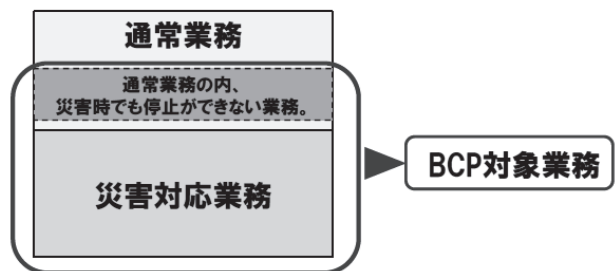 通常業務
通常業務の内、
災害時でも停止ができない業務。
災害対応業務
BCP対象業務